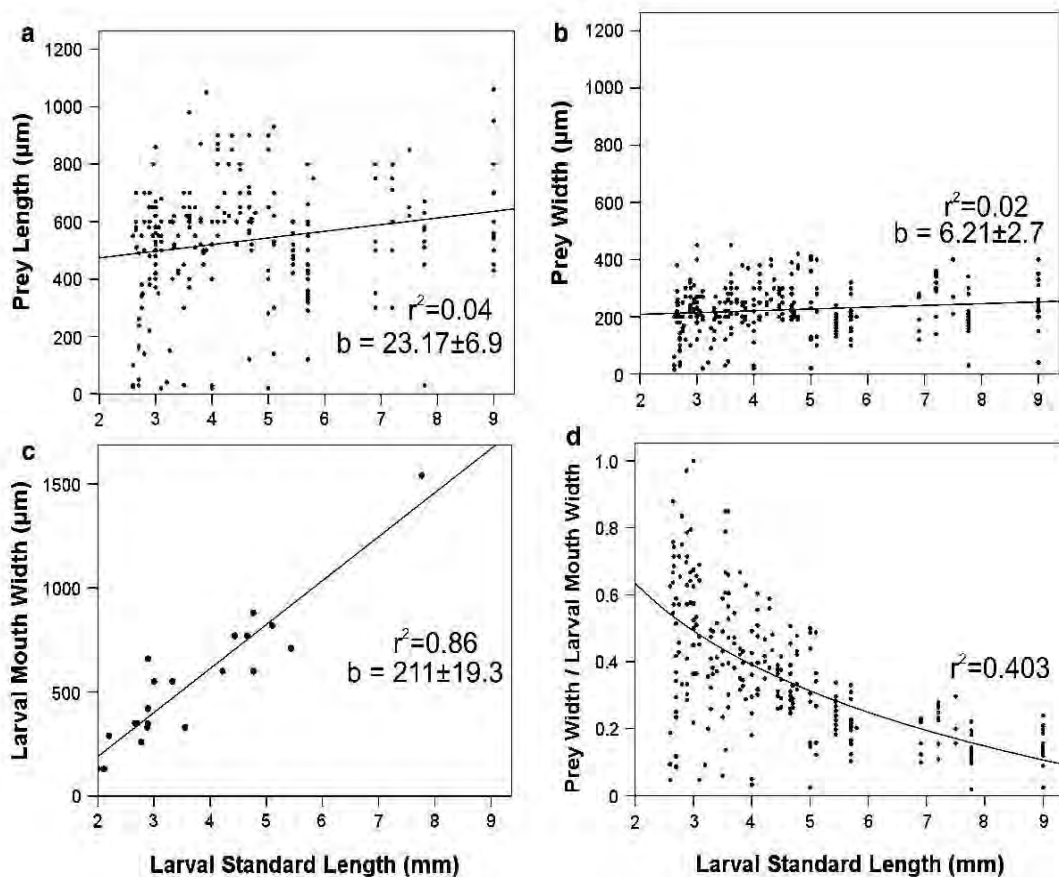 a
1200
1000
800
600
400
200
0
Prey Length (µm)
r²=0.04
b = 23.17±6.9
2 3 4 5 6 7 8 9
b
1200
1000
800
600
400
200
0
Prey Width (µm)
r²=0.02
b = 6.21±2.7
2 3 4 5 6 7 8 9
c
1500
1000
500
0
Larval Mouth Width (µm)
r²=0.86
b = 211±19.3
2 3 4 5 6 7 8 9
Larval Standard Length (mm)
d
1.0
0.8
0.6
0.4
0.2
0
Prey Width / Larval Mouth Width
r²=0.403
2 3 4 5 6 7 8 9
Larval Standard Length (mm)